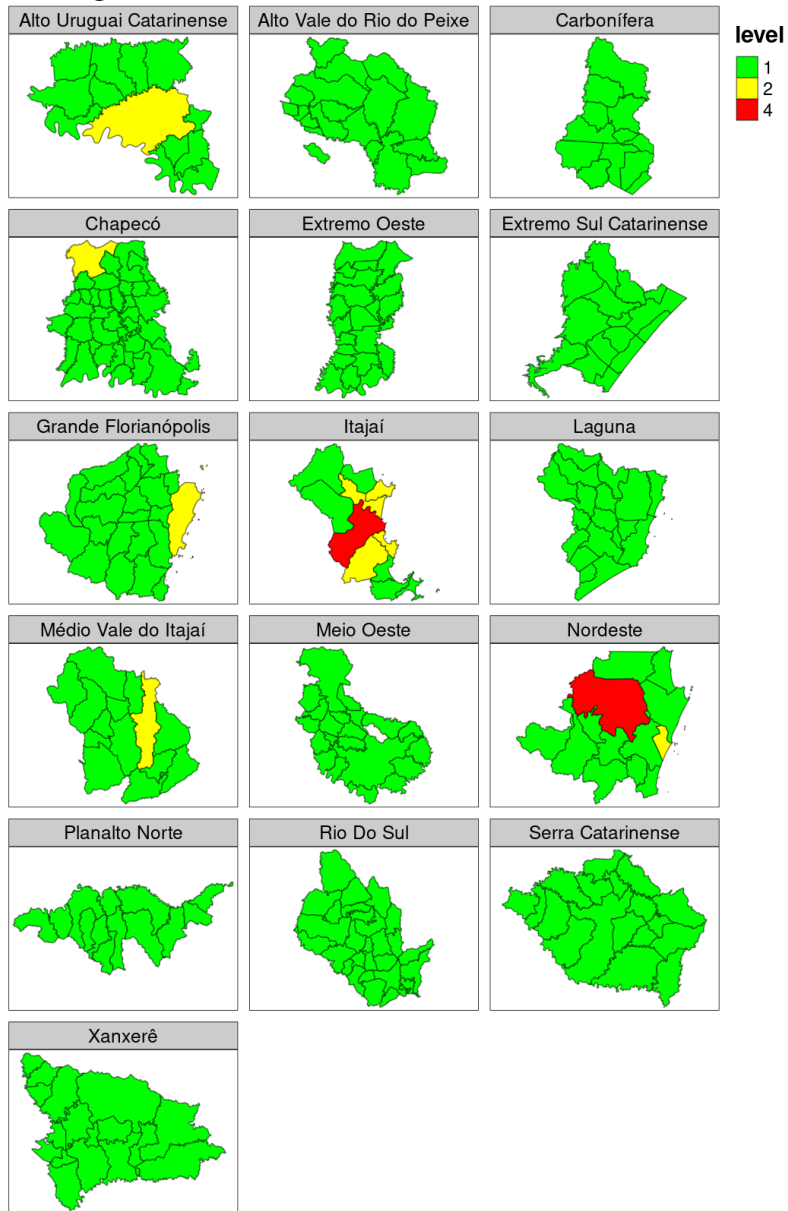 Alto Uruguai Catarinense
Alto Vale do Rio do Peixe
Carbonífera
level
1
2
4
Chapecó
Extremo Oeste
Extremo Sul Catarinense
Grande Florianópolis
Itajaí
Laguna
Médio Vale do Itajaí
Meio Oeste
Nordeste
Planalto Norte
Rio Do Sul
Serra Catarinense
Xanxerê